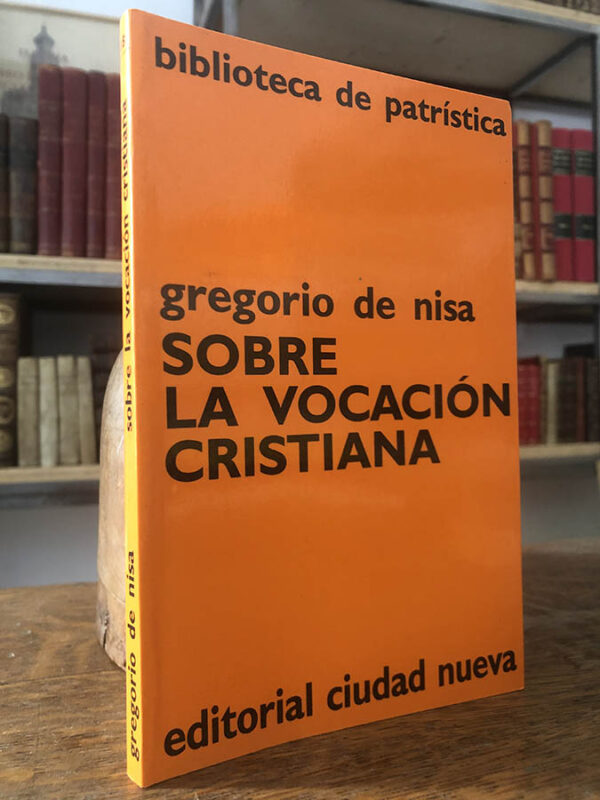 biblioteca de patrística
gregorio de nisa
SOBRE
LA VOCACIÓN
CRISTIANA
editorial ciudad nueva
gregorio de nisa
sobre la vocación cristiana